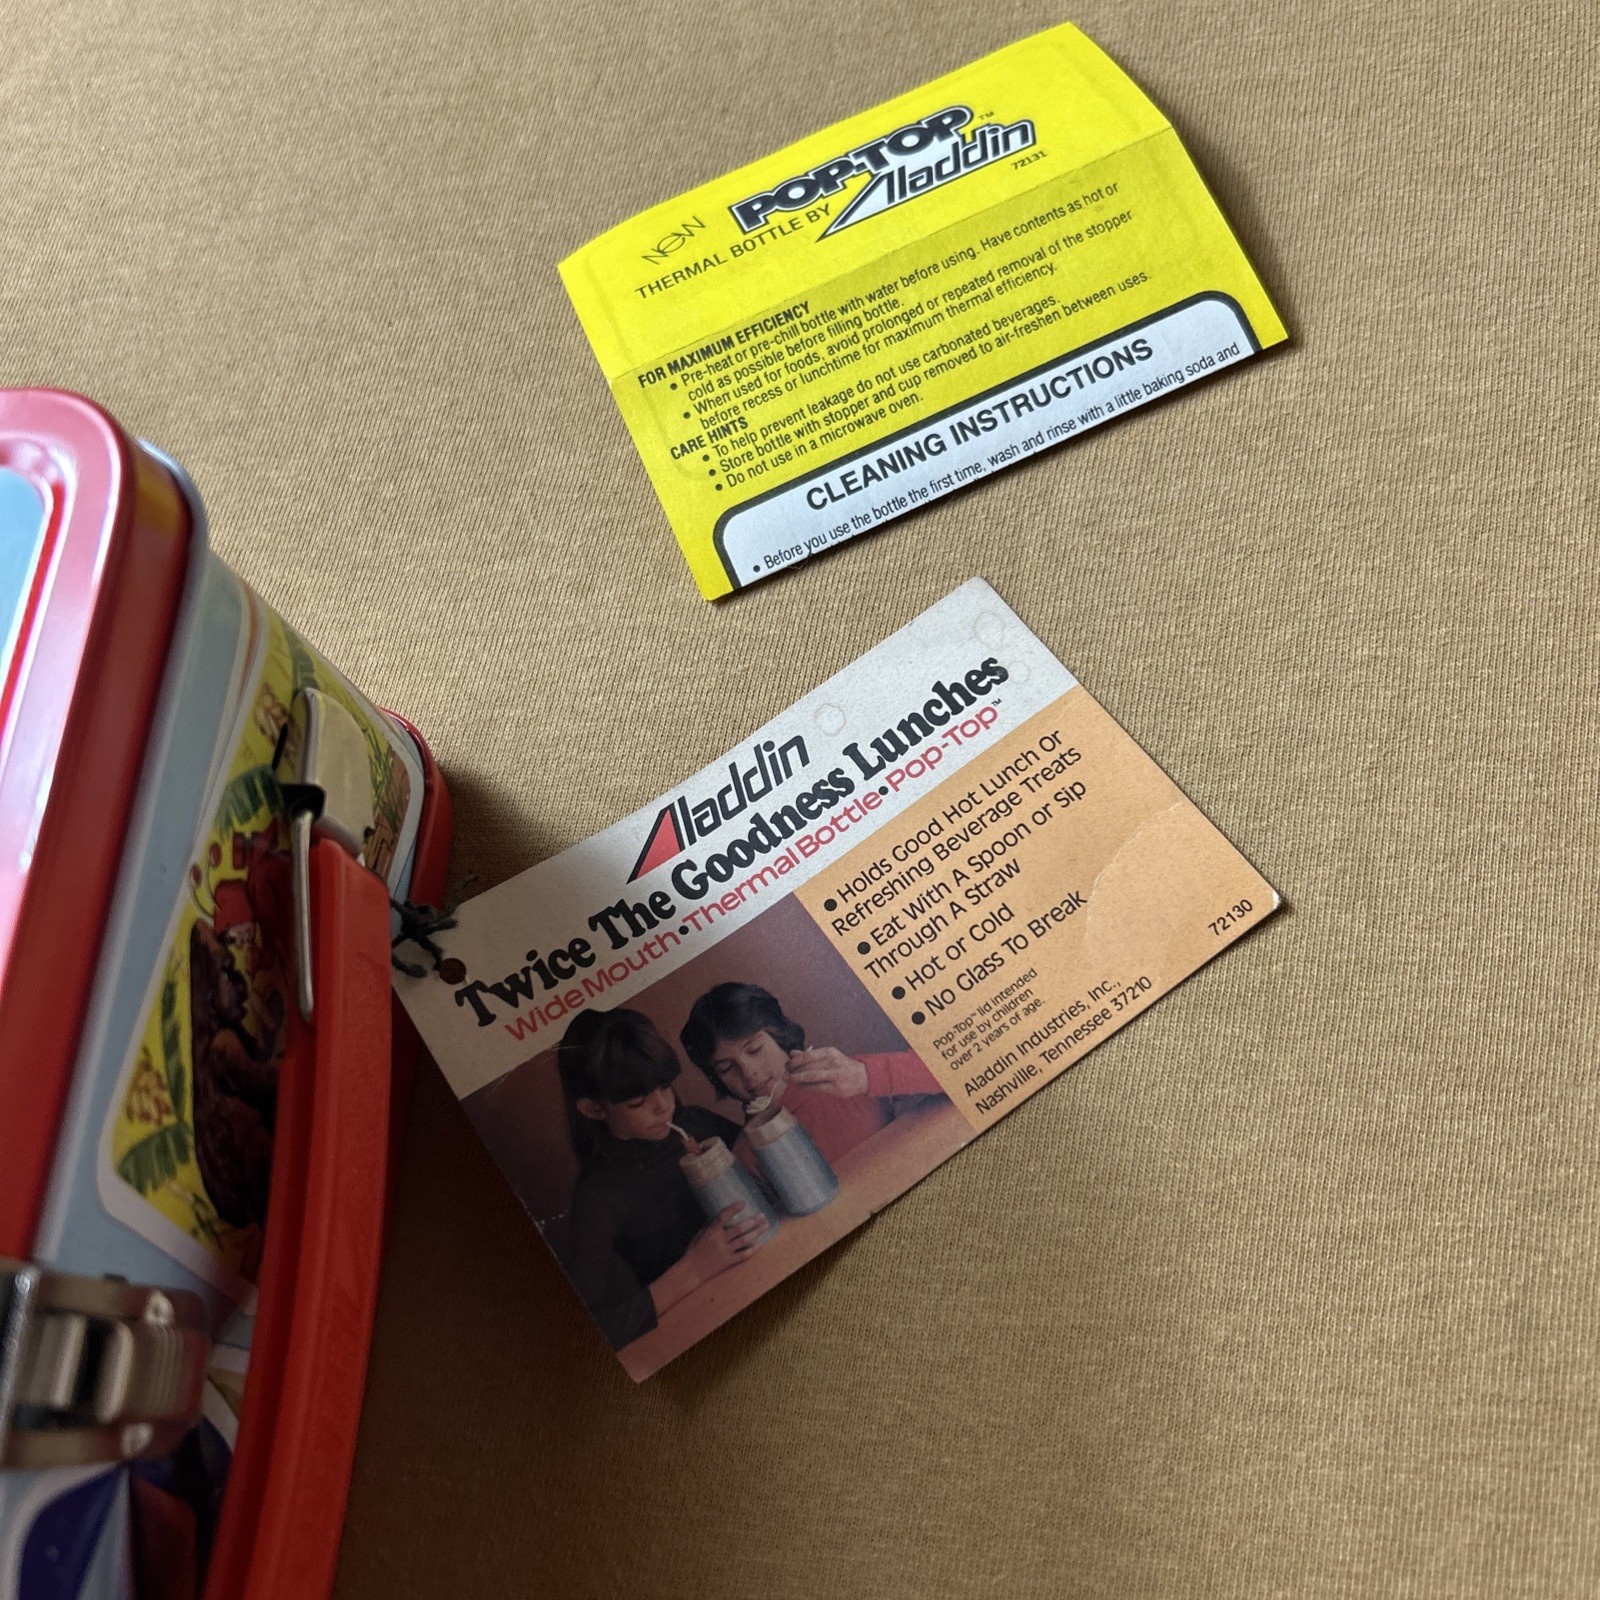 NEW POP-TOP™
THERMAL BOTTLE BY Aladdin
72131
FOR MAXIMUM EFFICIENCY
• Pre-heat or pre-chill bottle with water before using. Have contents as hot or
cold as possible before filling bottle.
• When used for foods, avoid prolonged or repeated removal of the stopper
before recess or lunchtime for maximum thermal efficiency.
CARE HINTS
• To help prevent leakage do not use carbonated beverages.
• Store bottle with stopper and cup removed to air-freshen between uses.
• Do not use in a microwave oven.
CLEANING INSTRUCTIONS
• Before you use the bottle the first time, wash and rinse with a little baking soda and
Aladdin
Twice The Goodness Lunches
Wide Mouth•Thermal Bottle•Pop-Top™
• Holds Good Hot Lunch Or
Refreshing Beverage Treats
• Eat With A Spoon or Sip
Through A Straw
• Hot or Cold
• No Glass To Break
Pop-Top™ lid intended
for use by children
over 2 years of age.
Aladdin Industries, Inc.,
Nashville, Tennessee 37210
72130